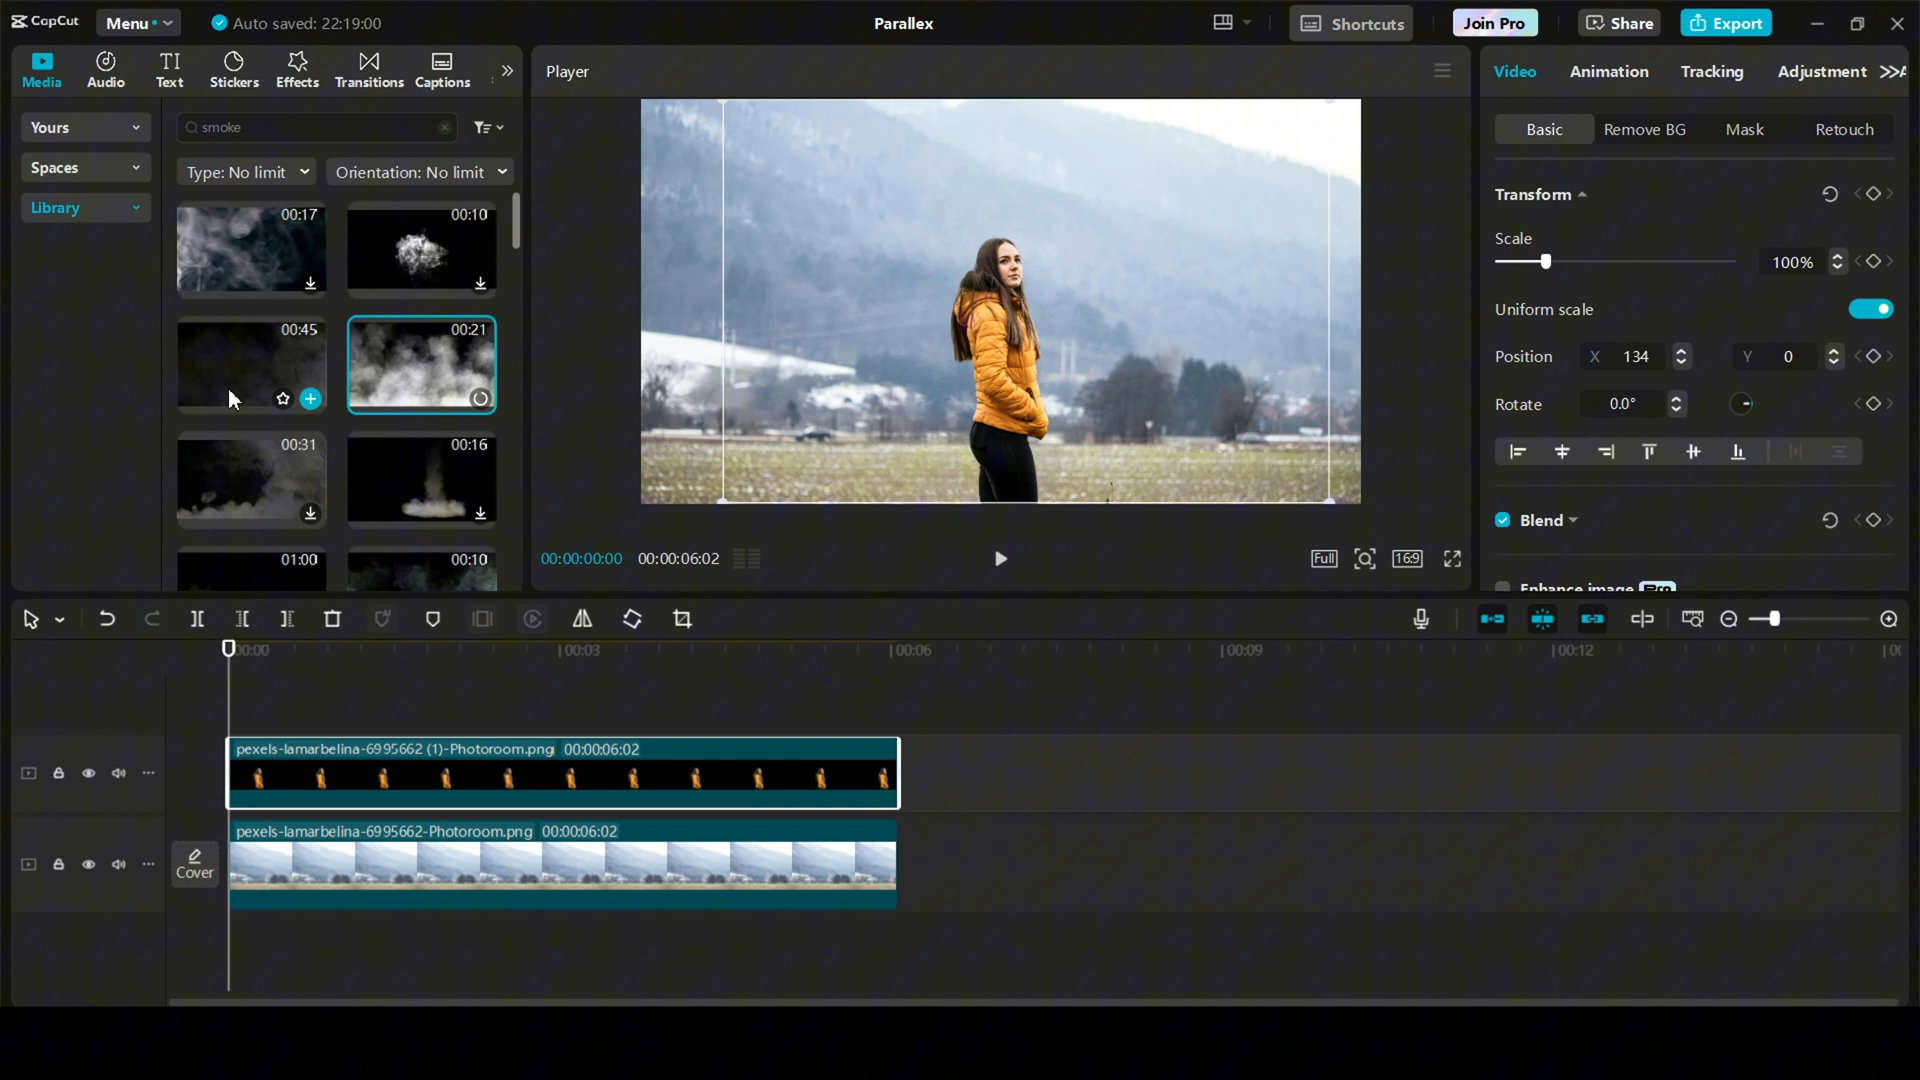 CapCut
Menu
Auto saved: 22:19:00
Parallex
Shortcuts
Join Pro
Share
Export
Media
Audio
Text
Stickers
Effects
Transitions
Captions
Player
Video
Animation
Tracking
Adjustment
Yours
smoke
Basic
Remove BG
Mask
Retouch
Spaces
Type: No limit
Orientation: No limit
Library
Transform
00:17
00:10
Scale
100%
Uniform scale
00:45
00:21
Position
X 134
Y 0
Rotate
0.0°
00:31
00:16
Blend
01:00
00:10
00:00:00:00
00:00:06:02
Full
16:9
Enhance image Pro
00:00
00:03
00:06
00:09
00:12
pexels-lamarbelina-6995662 (1)-Photoroom.png 00:00:06:02
pexels-lamarbelina-6995662-Photoroom.png 00:00:06:02
Cover